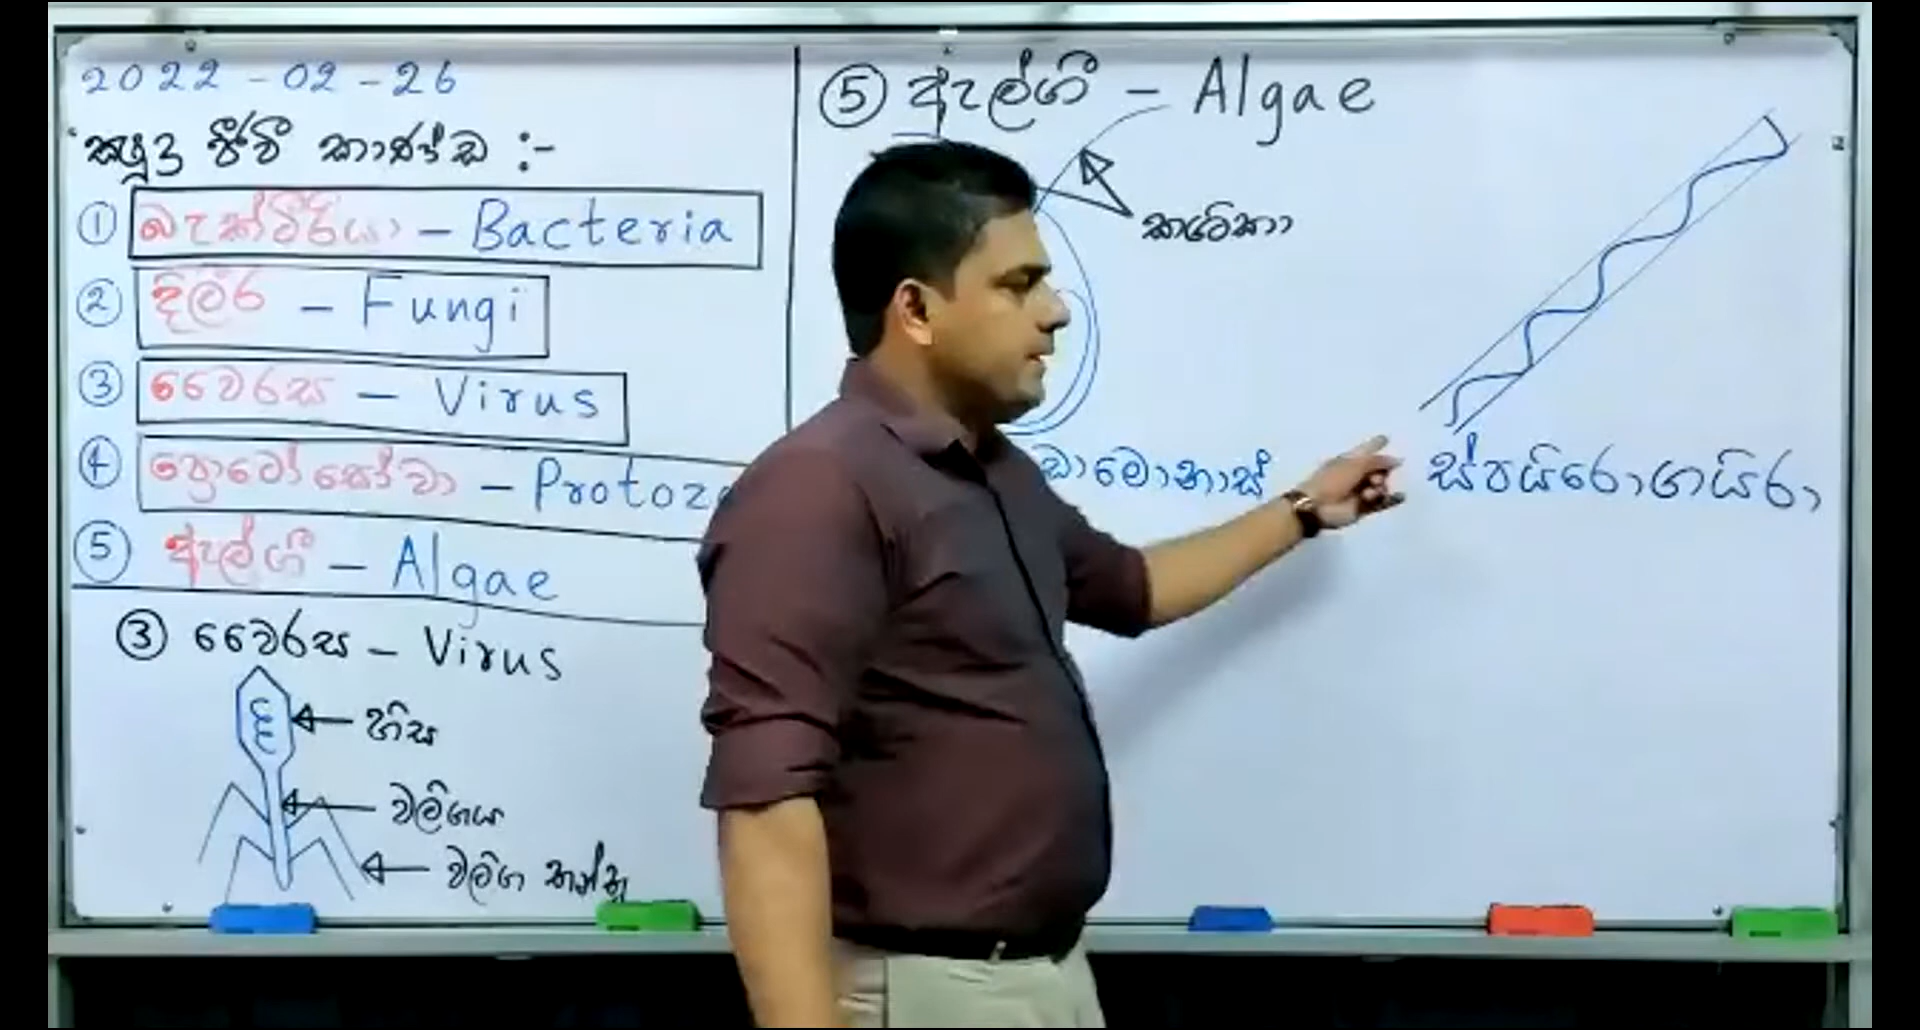 2022 - 02 - 26
ක්ෂුද්‍ර ජීවී කාණ්ඩ :-
① බැක්ටීරියා - Bacteria
② දිලීර - Fungi
③ වෛරස - Virus
④ ප්‍රොටෝසෝවා - Protoz
⑤ ඇල්ගී - Algae
③ වෛරස - Virus
හිස
වලිගය
වලිගා තන්තු
⑤ ඇල්ගී - Algae
කශිකා
ඩාමොනාස්
ස්පයිරොගයිරා